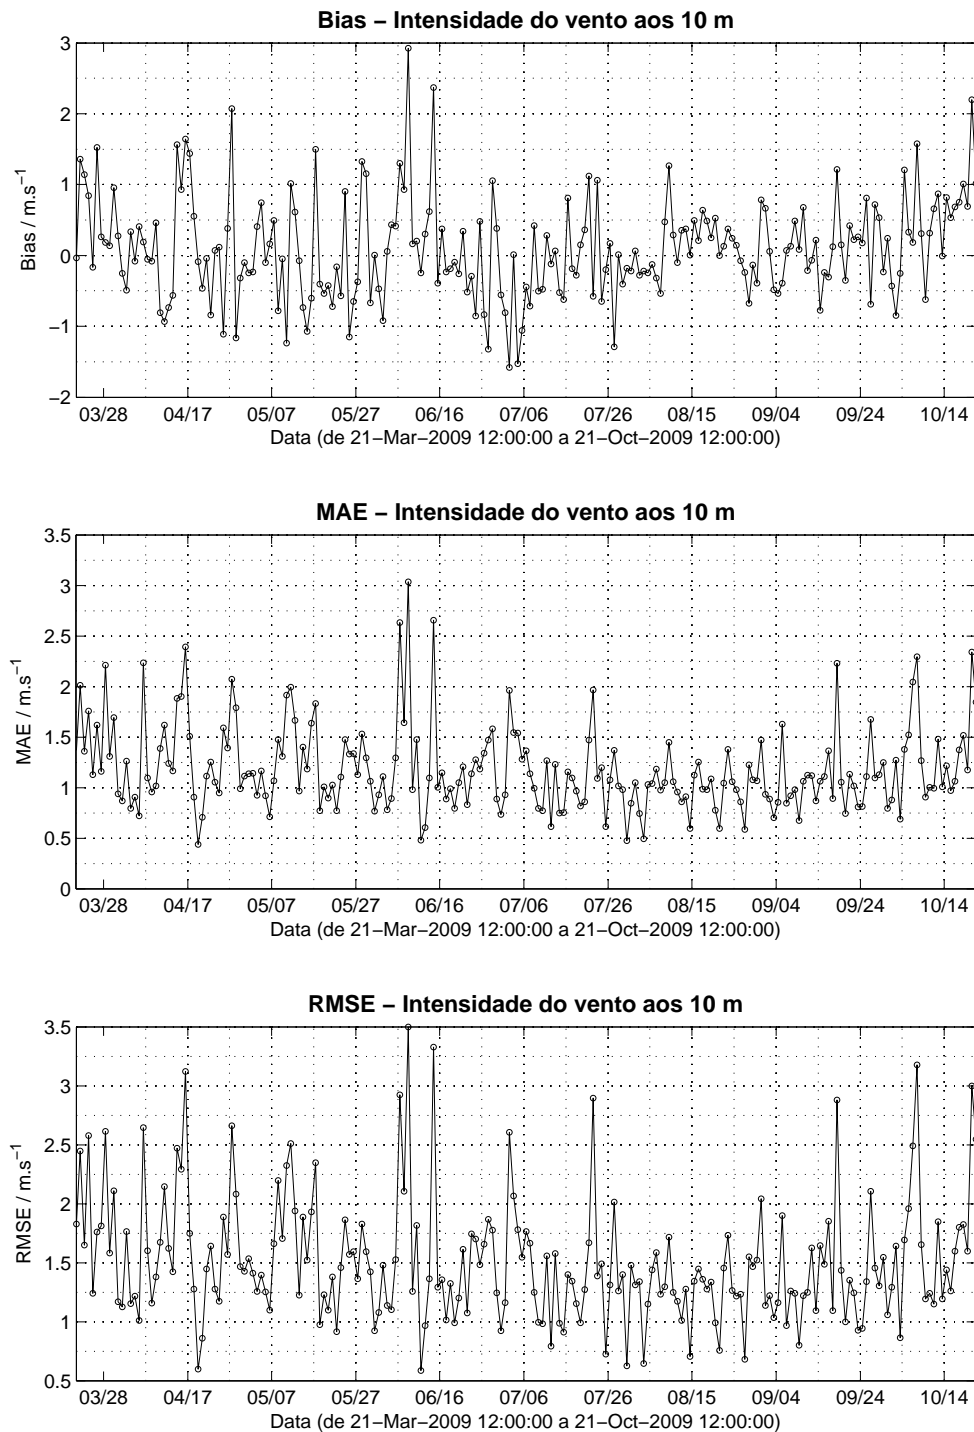 Bias – Intensidade do vento aos 10 m
3
2
1
0
−1
−2
Bias / m.s−1
03/28 04/17 05/07 05/27 06/16 07/06 07/26 08/15 09/04 09/24 10/14
Data (de 21−Mar−2009 12:00:00 a 21−Oct−2009 12:00:00)
MAE – Intensidade do vento aos 10 m
3.5
3
2.5
2
1.5
1
0.5
0
MAE / m.s−1
03/28 04/17 05/07 05/27 06/16 07/06 07/26 08/15 09/04 09/24 10/14
Data (de 21−Mar−2009 12:00:00 a 21−Oct−2009 12:00:00)
RMSE – Intensidade do vento aos 10 m
3.5
3
2.5
2
1.5
1
0.5
RMSE / m.s−1
03/28 04/17 05/07 05/27 06/16 07/06 07/26 08/15 09/04 09/24 10/14
Data (de 21−Mar−2009 12:00:00 a 21−Oct−2009 12:00:00)